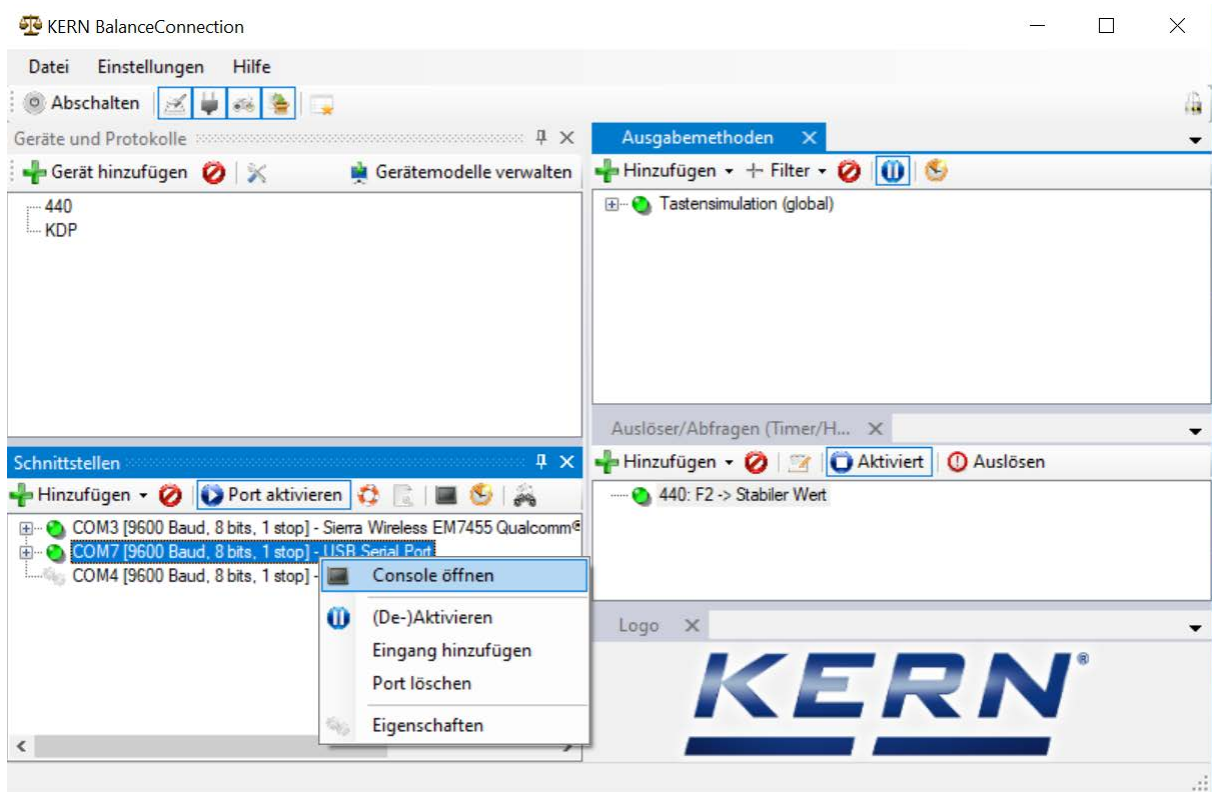 KERN BalanceConnection
Datei Einstellungen Hilfe
Abschalten
Geräte und Protokolle
Gerät hinzufügen Gerätemodelle verwalten
440
KDP
Ausgabemethoden
Hinzufügen Filter
Tastensimulation (global)
Auslöser/Abfragen (Timer/H...
Hinzufügen Aktiviert Auslösen
440: F2 -> Stabiler Wert
Schnittstellen
Hinzufügen Port aktivieren
COM3 [9600 Baud, 8 bits, 1 stop] - Sierra Wireless EM7455 Qualcomm®
COM7 [9600 Baud, 8 bits, 1 stop] - USB Serial Port
COM4 [9600 Baud, 8 bits, 1 stop] -
Console öffnen
(De-)Aktivieren
Eingang hinzufügen
Port löschen
Eigenschaften
Logo
KERN®